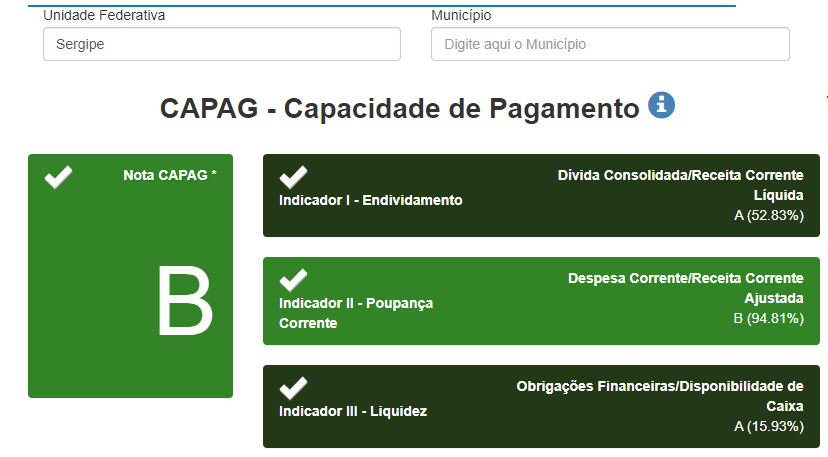 Unidade Federativa
Município
Sergipe
Digite aqui o Município
CAPAG - Capacidade de Pagamento
Nota CAPAG *
B
Indicador I - Endividamento
Dívida Consolidada/Receita Corrente
Líquida
A (52.83%)
Indicador II - Poupança
Corrente
Despesa Corrente/Receita Corrente
Ajustada
B (94.81%)
Indicador III - Liquidez
Obrigações Financeiras/Disponibilidade de
Caixa
A (15.93%)